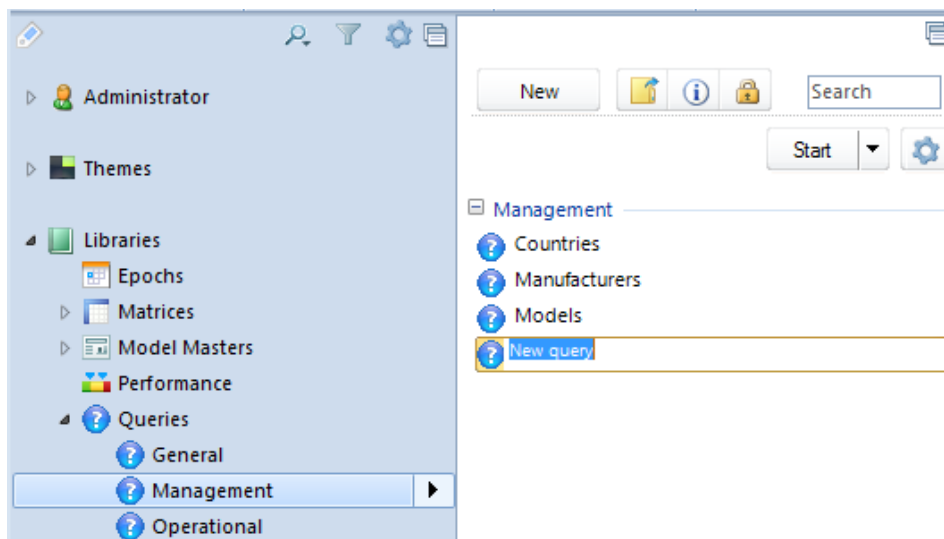 Administrator
Themes
Libraries
Epochs
Matrices
Model Masters
Performance
Queries
General
Management
Operational
New
Search
Start
Management
Countries
Manufacturers
Models
New query